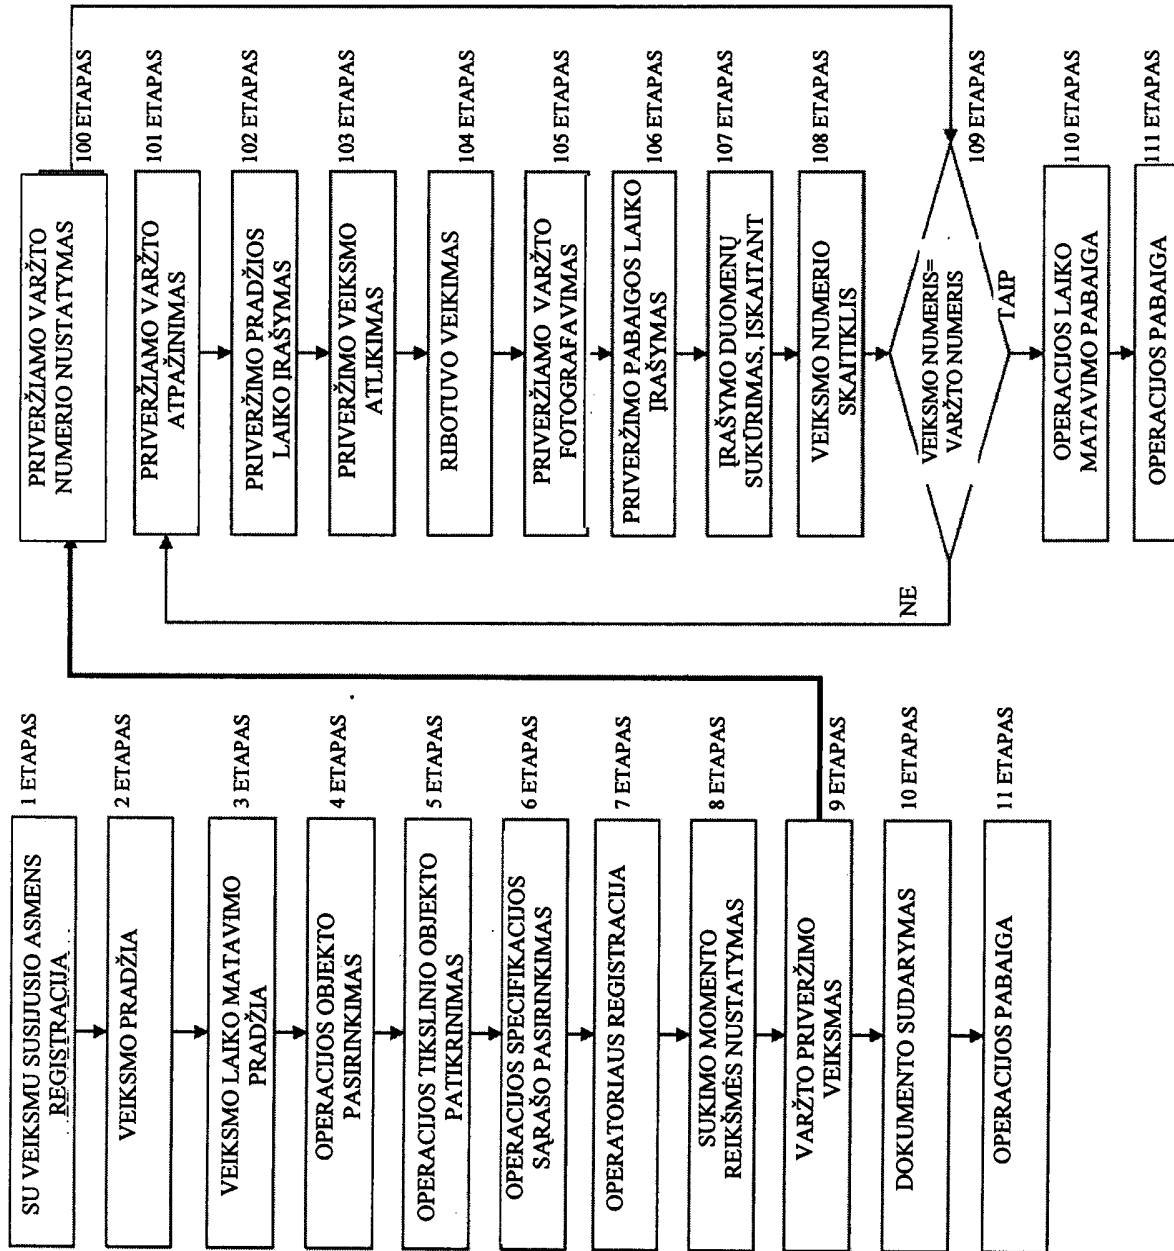 1 ETAPAS
SU VEIKSMU SUSIJUSIO ASMENS
REGISTRACIJA
2 ETAPAS
VEIKSMO PRADŽIA
3 ETAPAS
VEIKSMO LAIKO MATAVIMO
PRADŽIA
4 ETAPAS
OPERACIJOS OBJEKTO
PASIRINKIMAS
5 ETAPAS
OPERACIJOS TIKSLINIO OBJEKTO
PATIKRINIMAS
6 ETAPAS
OPERACIJOS SPECIFIKACIJOS
SĄRAŠO PASIRINKIMAS
7 ETAPAS
OPERATORIAUS REGISTRACIJA
8 ETAPAS
SUKIMO MOMENTO
REIKŠMĖS NUSTATYMAS
9 ETAPAS
VARŽTO PRIVERŽIMO
VEIKSMAS
10 ETAPAS
DOKUMENTO SUDARYMAS
11 ETAPAS
OPERACIJOS PABAIGA
100 ETAPAS
PRIVERŽIAMO VARŽTO
NUMERIO NUSTATYMAS
101 ETAPAS
PRIVERŽIAMO VARŽTO
ATPAŽINIMAS
102 ETAPAS
PRIVERŽIMO PRADŽIOS
LAIKO ĮRAŠYMAS
103 ETAPAS
PRIVERŽIMO VEIKSMO
ATLIKIMAS
104 ETAPAS
RIBOTUVO VEIKIMAS
105 ETAPAS
PRIVERŽIAMO VARŽTO
FOTOGRAFAVIMAS
106 ETAPAS
PRIVERŽIMO PABAIGOS LAIKO
ĮRAŠYMAS
107 ETAPAS
ĮRAŠYMO DUOMENŲ
SUKŪRIMAS, ĮSKAITANT
108 ETAPAS
VEIKSMO NUMERIO
SKAITIKLIS
109 ETAPAS
VEIKSMO NUMERIS=
VARŽTO NUMERIS
NE
TAIP
110 ETAPAS
OPERACIJOS LAIKO
MATAVIMO PABAIGA
111 ETAPAS
OPERACIJOS PABAIGA